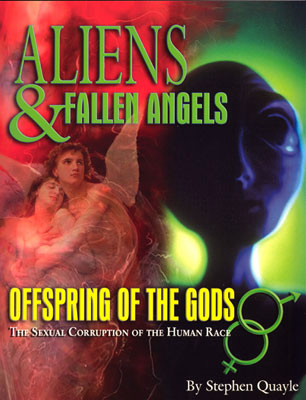 ALIENS
& FALLEN ANGELS
OFFSPRING OF THE GODS
THE SEXUAL CORRUPTION OF THE HUMAN RACE
By Stephen Quayle